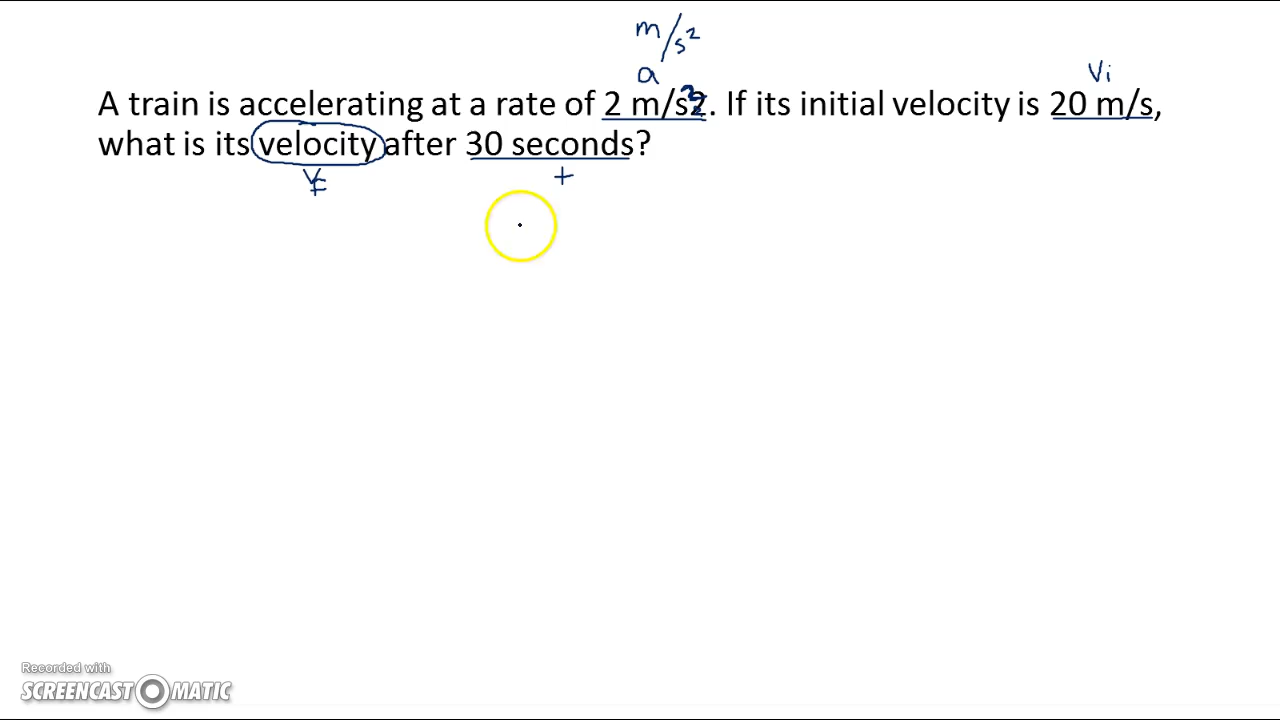 m/s²
a
Vi
A train is accelerating at a rate of 2 m/s2. If its initial velocity is 20 m/s,
what is its velocity after 30 seconds?
VF
t
Recorded with
SCREENCAST-O-MATIC